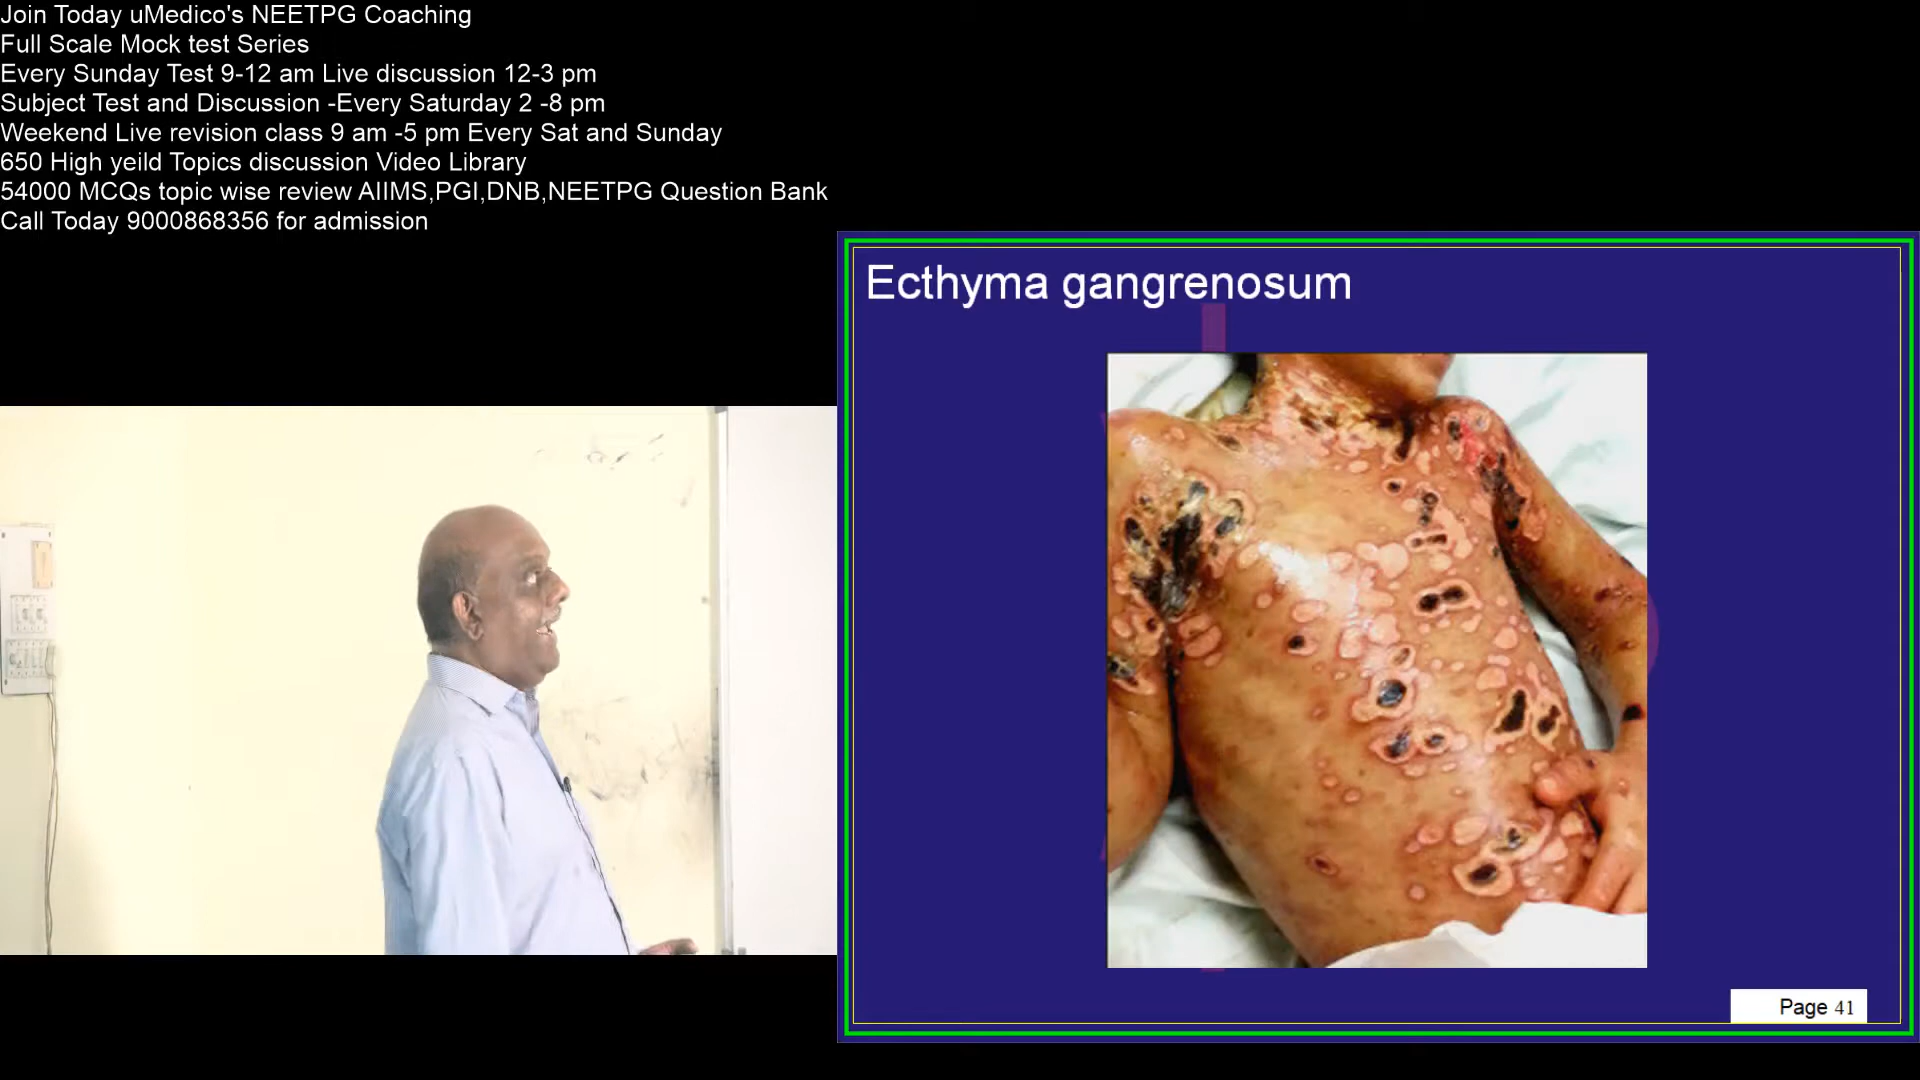 Join Today uMedico's NEETPG Coaching
Full Scale Mock test Series
Every Sunday Test 9-12 am Live discussion 12-3 pm
Subject Test and Discussion -Every Saturday 2 -8 pm
Weekend Live revision class 9 am -5 pm Every Sat and Sunday
650 High yeild Topics discussion Video Library
54000 MCQs topic wise review AIIMS,PGI,DNB,NEETPG Question Bank
Call Today 9000868356 for admission
Ecthyma gangrenosum
Page 41